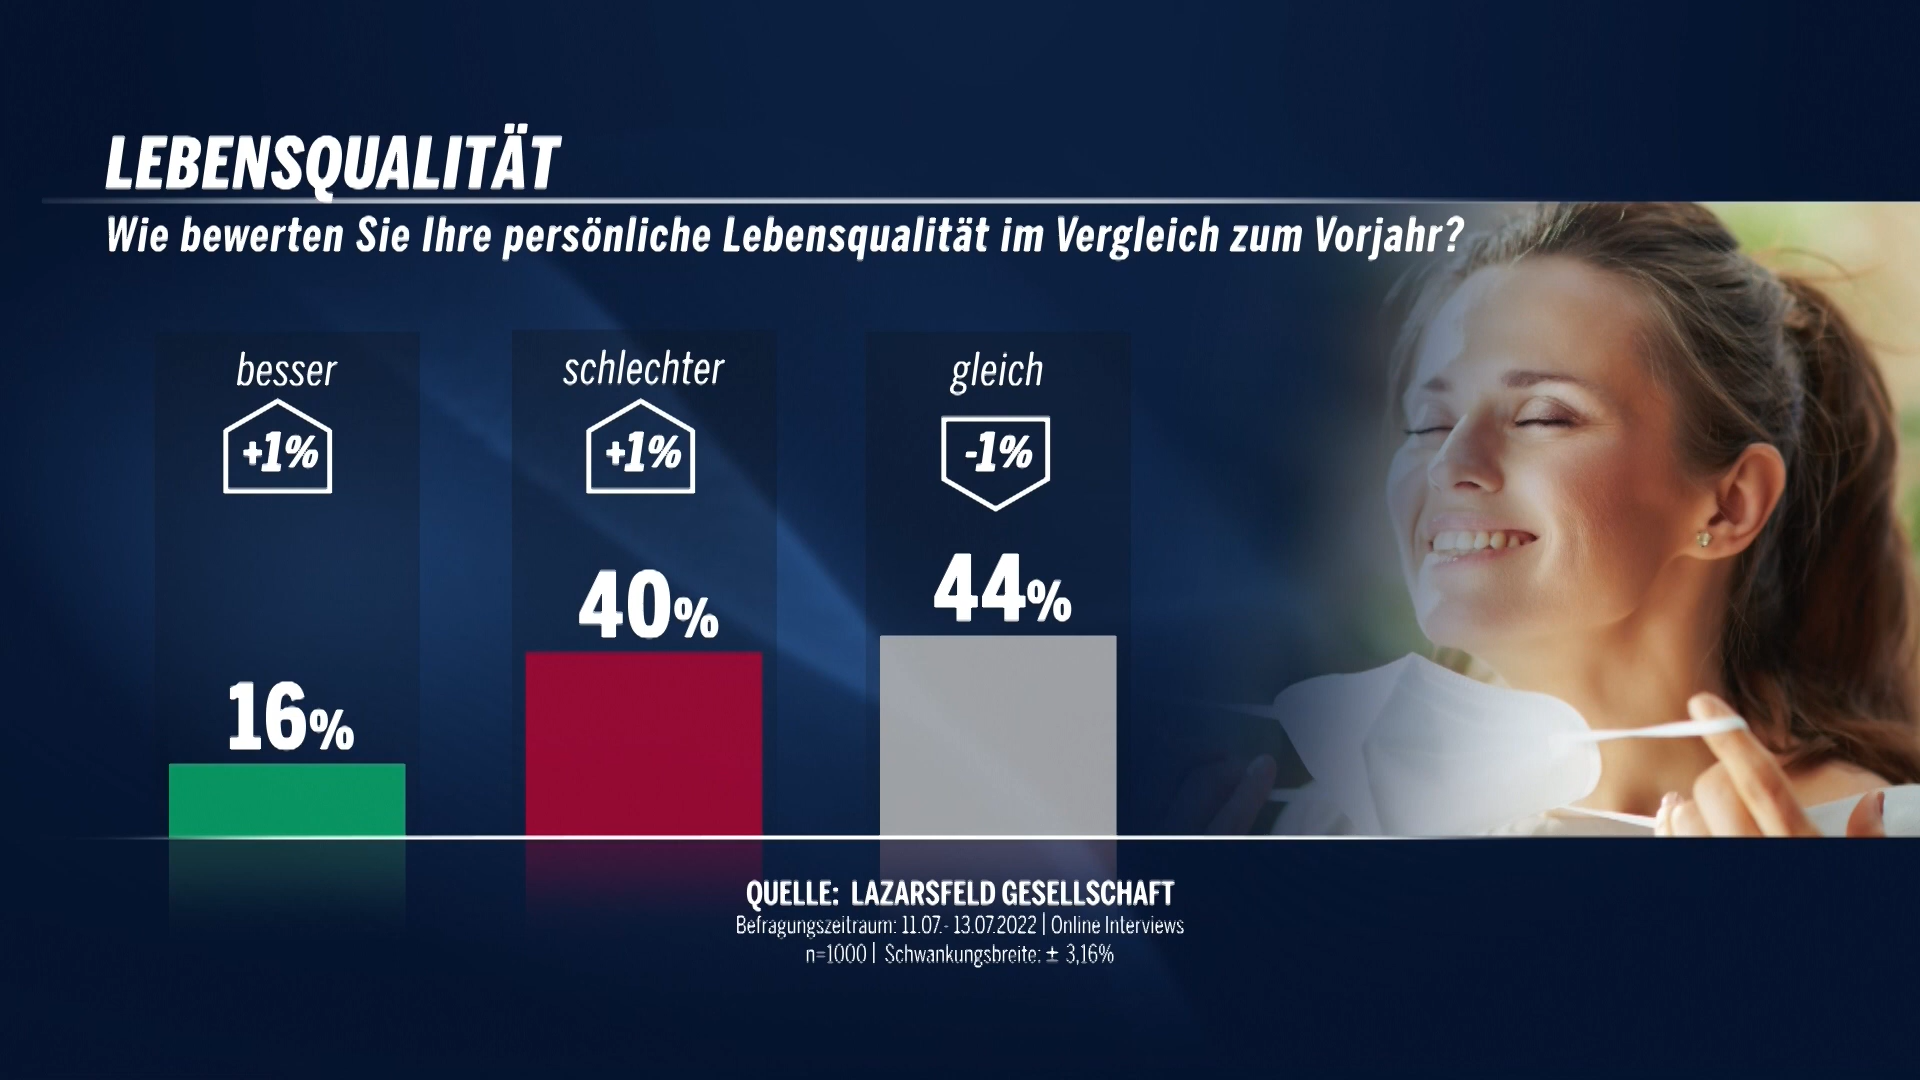 LEBENSQUALITÄT
Wie bewerten Sie Ihre persönliche Lebensqualität im Vergleich zum Vorjahr?
besser
+1%
16%
schlechter
+1%
40%
gleich
-1%
44%
QUELLE: LAZARSFELD GESELLSCHAFT
Befragungszeitraum: 11.07.- 13.07.2022 | Online Interviews
n=1000 | Schwankungsbreite: ± 3,16%